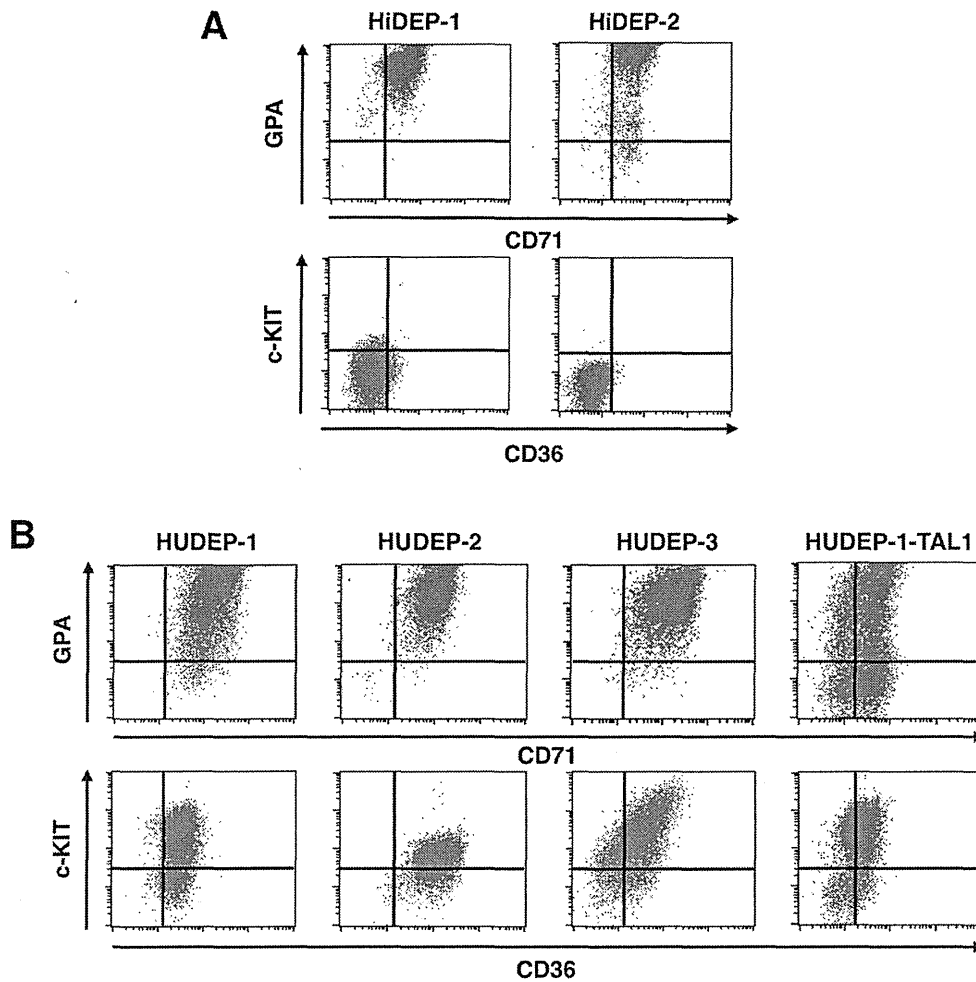 A
HiDEP-1 HiDEP-2
GPA
CD71
c-KIT
CD36
B
HUDEP-1 HUDEP-2 HUDEP-3 HUDEP-1-TAL1
GPA
CD71
c-KIT
CD36